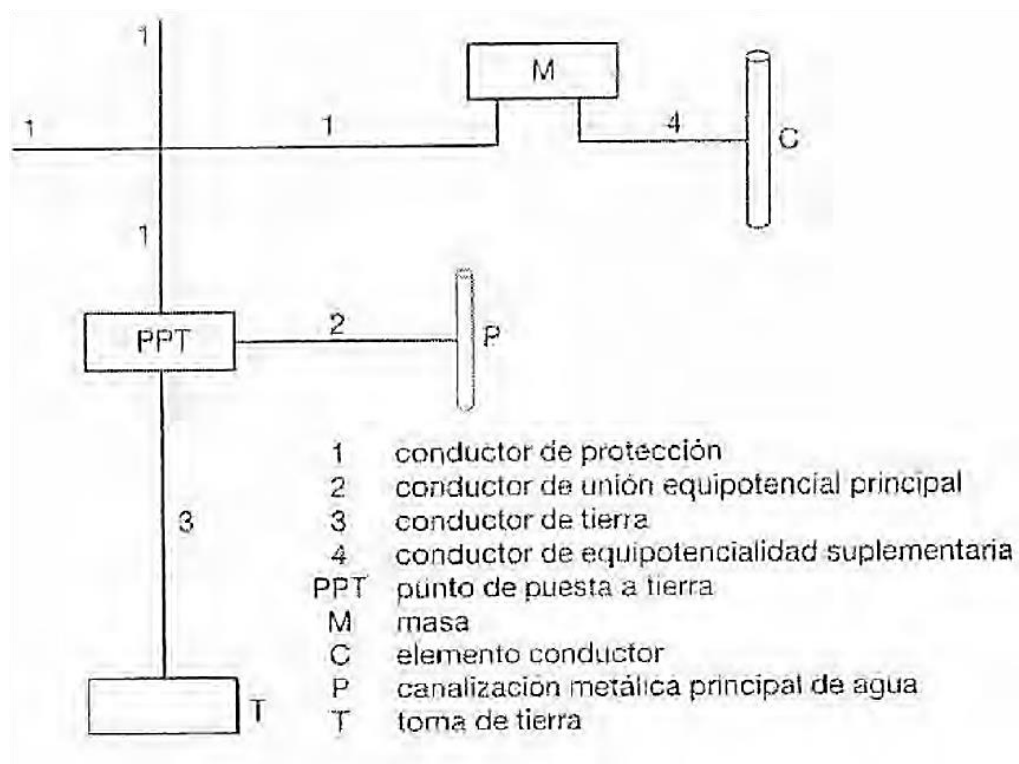 1
M
1
1
4
C
1
PPT
2
P
3
T
1 conductor de protección
2 conductor de unión equipotencial principal
3 conductor de tierra
4 conductor de equipotencialidad suplementaria
PPT punto de puesta a tierra
M masa
C elemento conductor
P canalización metálica principal de agua
T toma de tierra